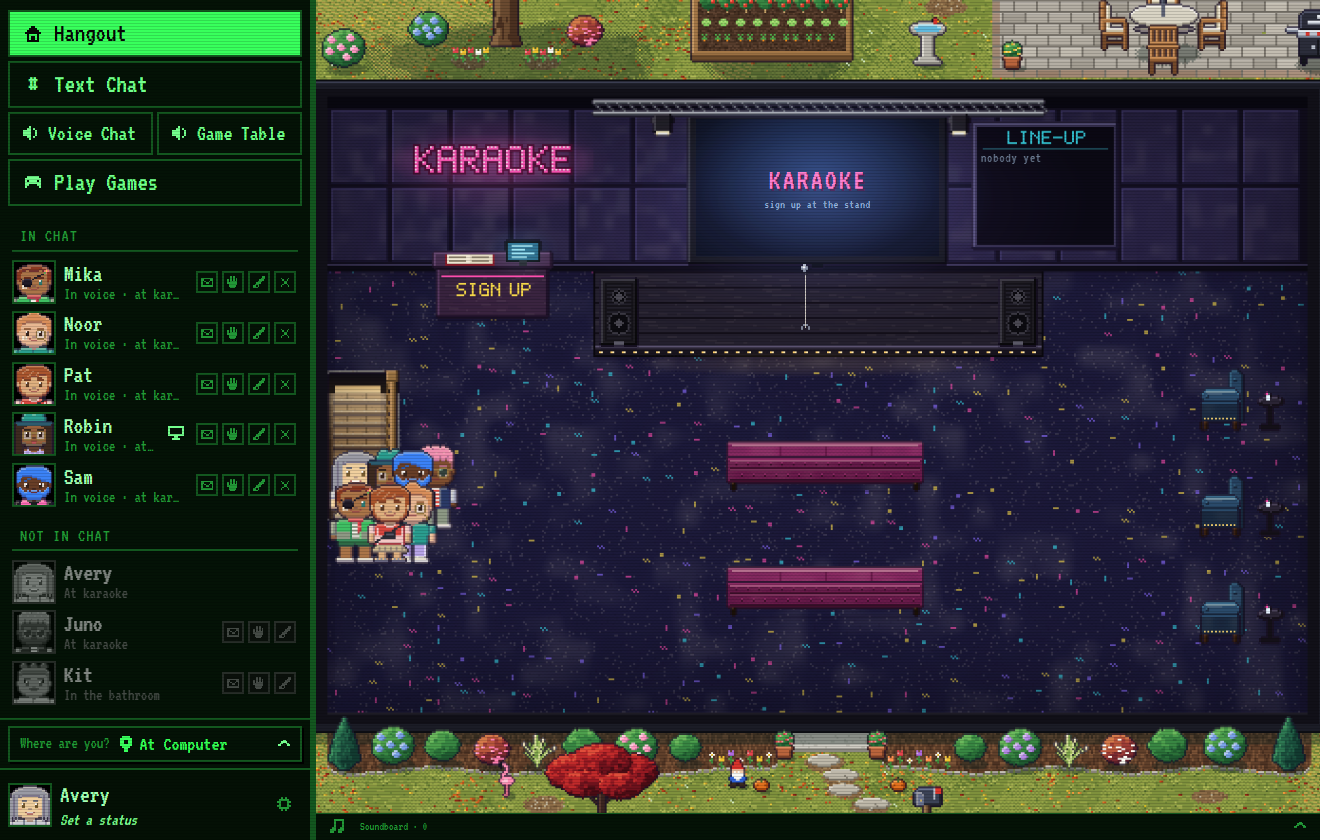 Hangout
# Text Chat
Voice Chat
Game Table
Play Games
IN CHAT
Mika
In voice · at kar…
Noor
In voice · at kar…
Pat
In voice · at kar…
Robin
In voice · at…
Sam
In voice · at kar…
NOT IN CHAT
Avery
At karaoke
Juno
At karaoke
Kit
In the bathroom
Where are you? At Computer
Avery
Set a status
KARAOKE
KARAOKE
sign up at the stand
LINE-UP
nobody yet
SIGN UP
Soundboard · 0